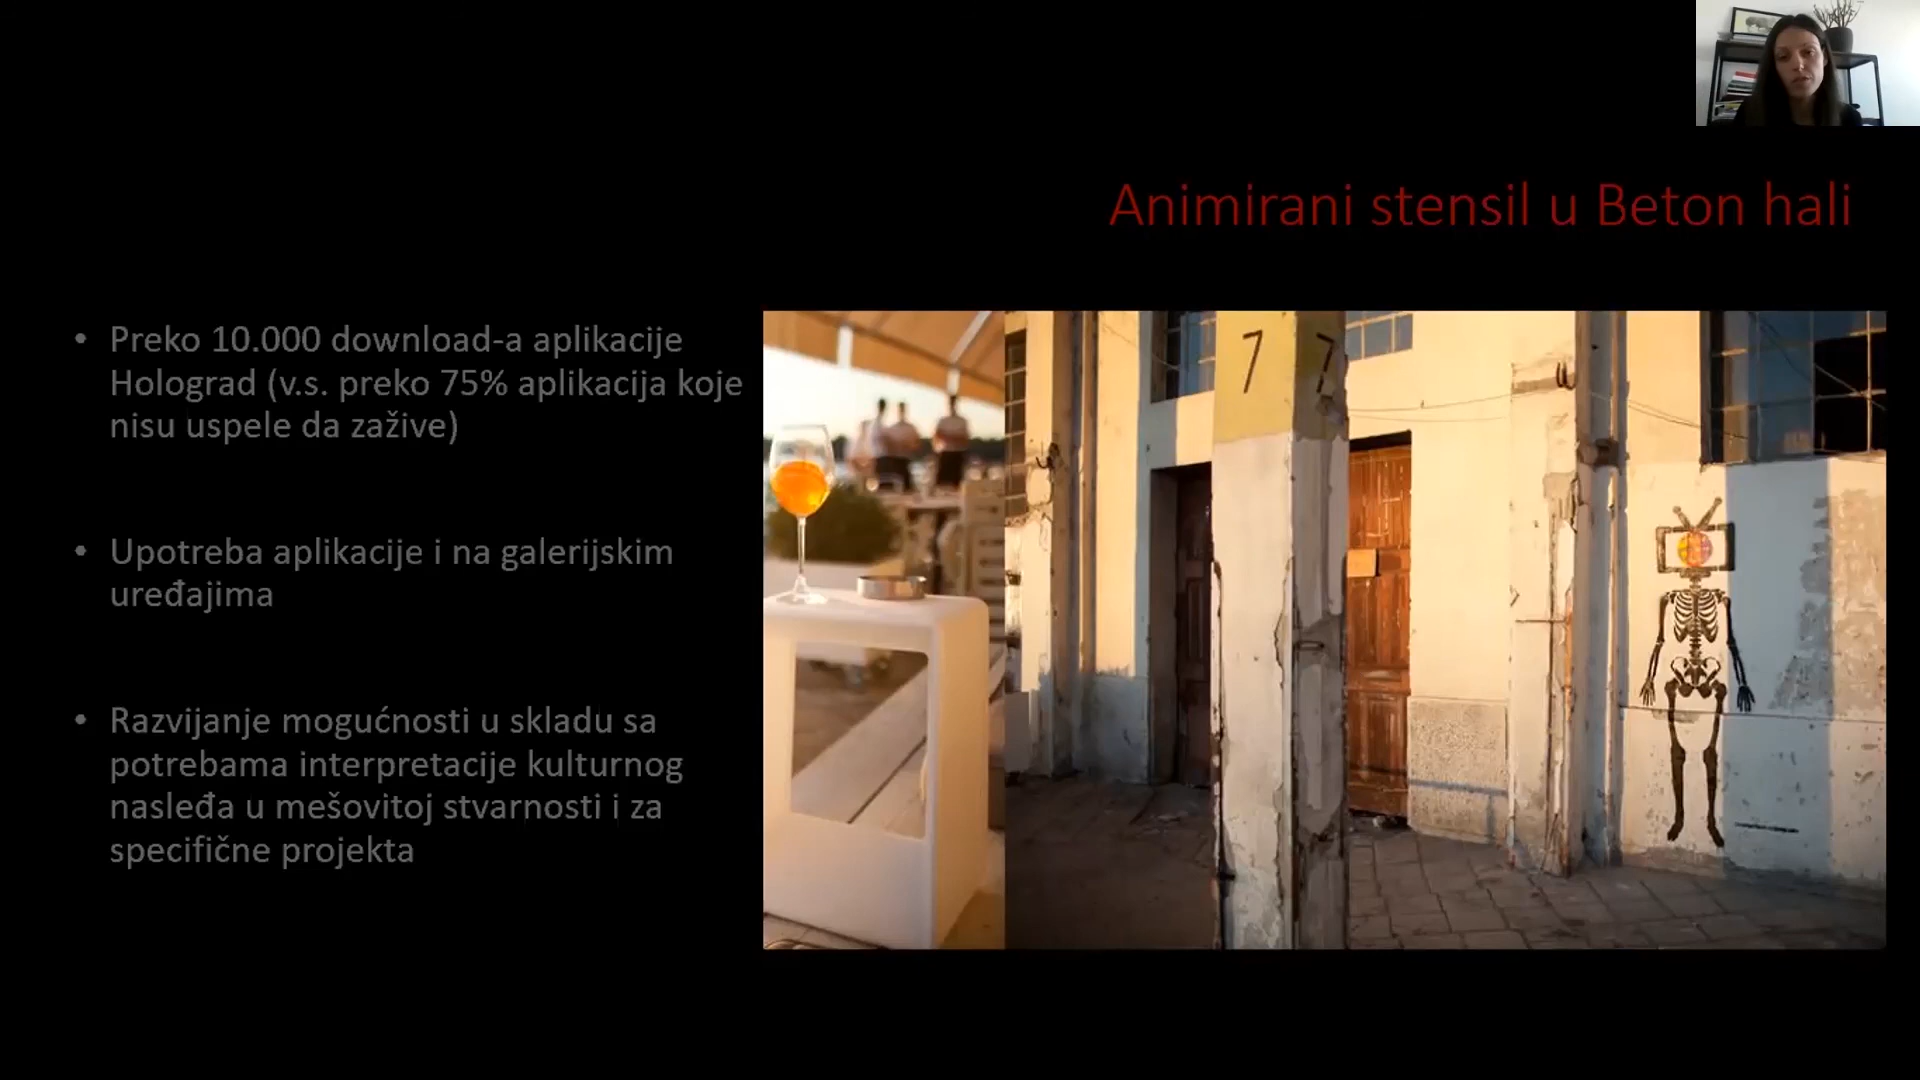 Animirani stensil u Beton hali
• Preko 10.000 download-a aplikacije
Holograd (v.s. preko 75% aplikacija koje
nisu uspele da zažive)
• Upotreba aplikacije i na galerijskim
uređajima
• Razvijanje mogućnosti u skladu sa
potrebama interpretacije kulturnog
nasleđa u mešovitoj stvarnosti i za
specifične projekta
7 7